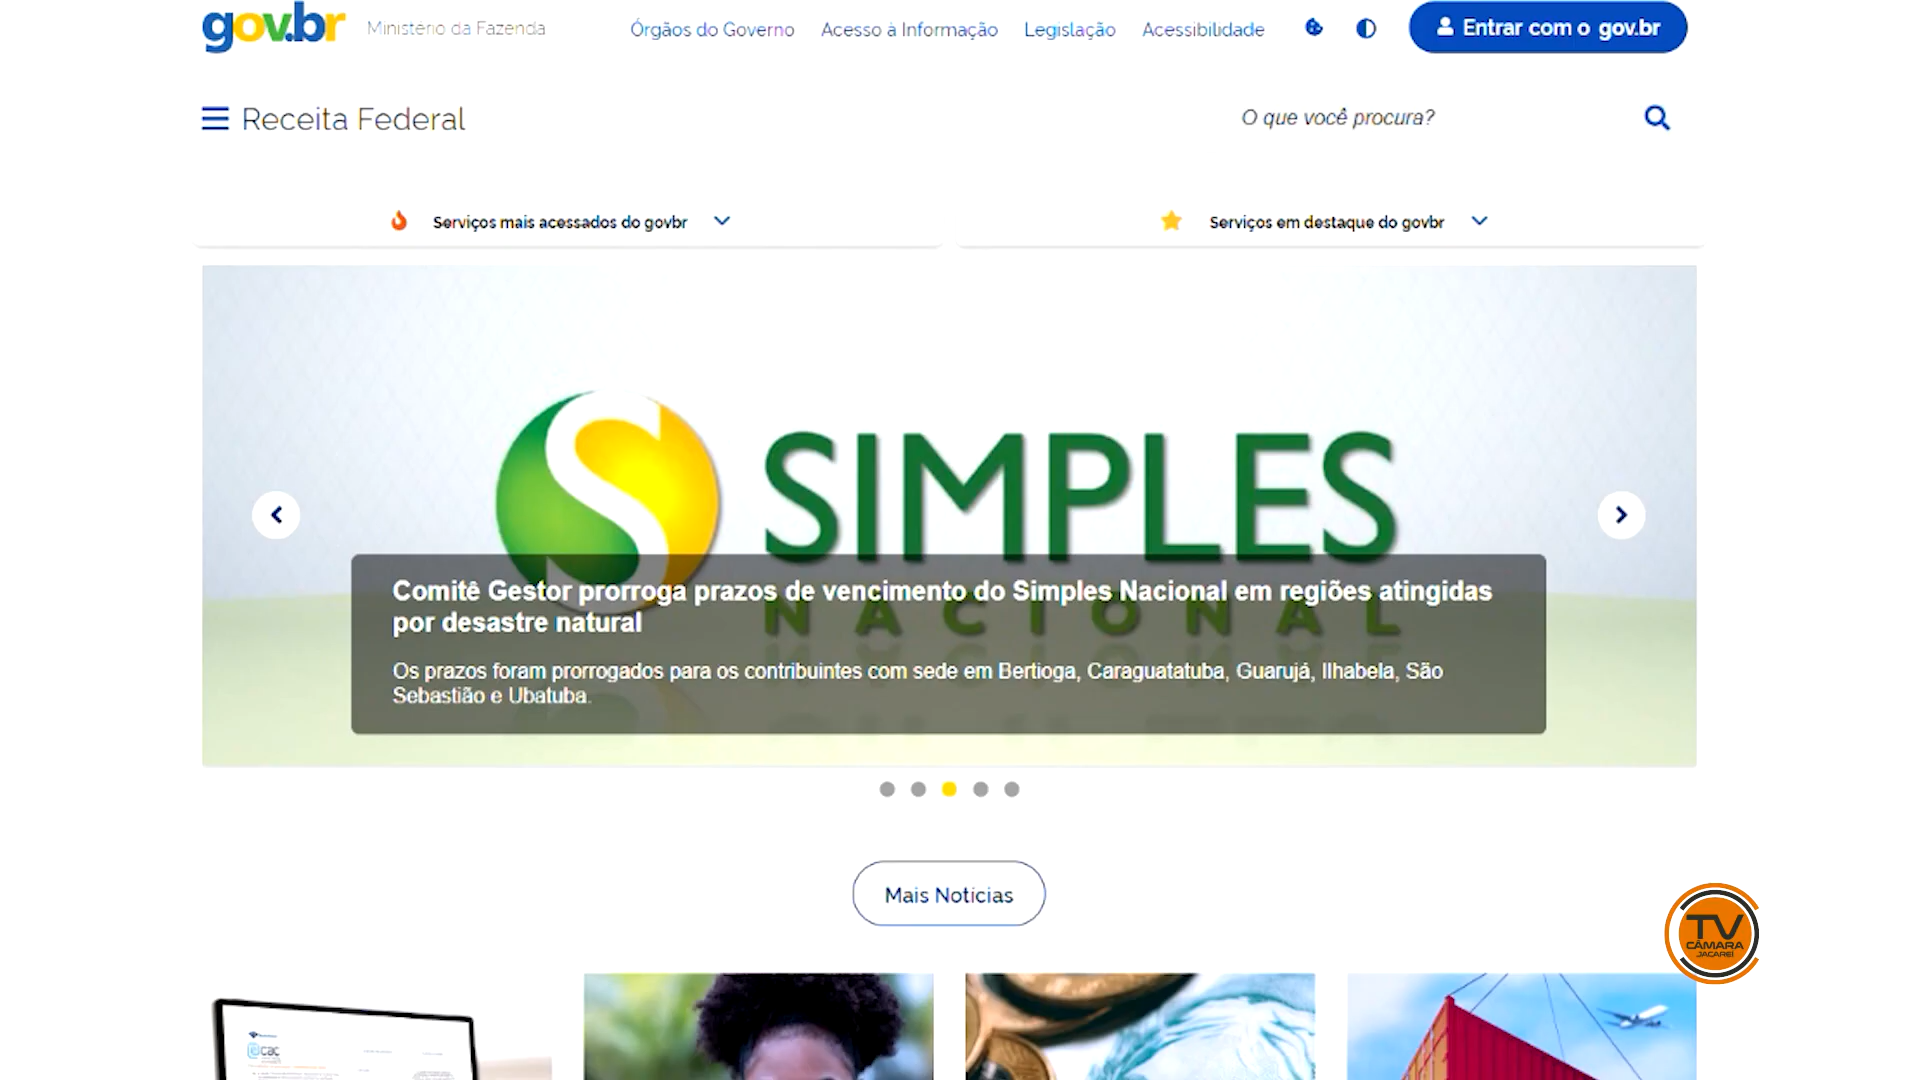 gov.br
Ministério da Fazenda
Órgãos do Governo
Acesso à Informação
Legislação
Acessibilidade
Entrar com o gov.br
Receita Federal
O que você procura?
Serviços mais acessados do govbr
Serviços em destaque do govbr
SIMPLES
NACIONAL
Comitê Gestor prorroga prazos de vencimento do Simples Nacional em regiões atingidas
por desastre natural
Os prazos foram prorrogados para os contribuintes com sede em Bertioga, Caraguatatuba, Guarujá, Ilhabela, São
Sebastião e Ubatuba.
Mais Notícias
TV
CÂMARA
JACAREÍ
eCAC